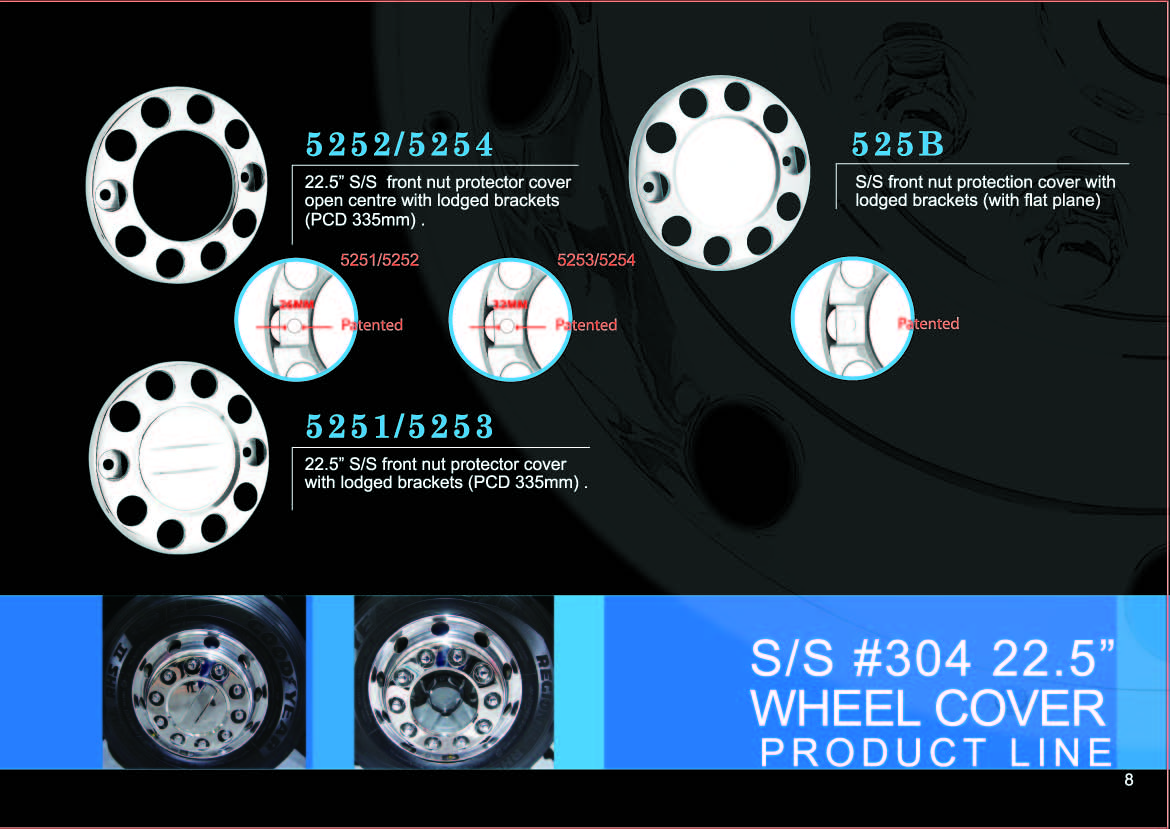 5252/5254
22.5” S/S front nut protector cover
open centre with lodged brackets
(PCD 335mm) .
525B
S/S front nut protection cover with
lodged brackets (with flat plane)
5251/5252
Patented
5253/5254
33MM
Patented
Patented
5251/5253
22.5” S/S front nut protector cover
with lodged brackets (PCD 335mm) .
GOODYEAR
S/S #304 22.5”
WHEEL COVER
PRODUCT LINE
8